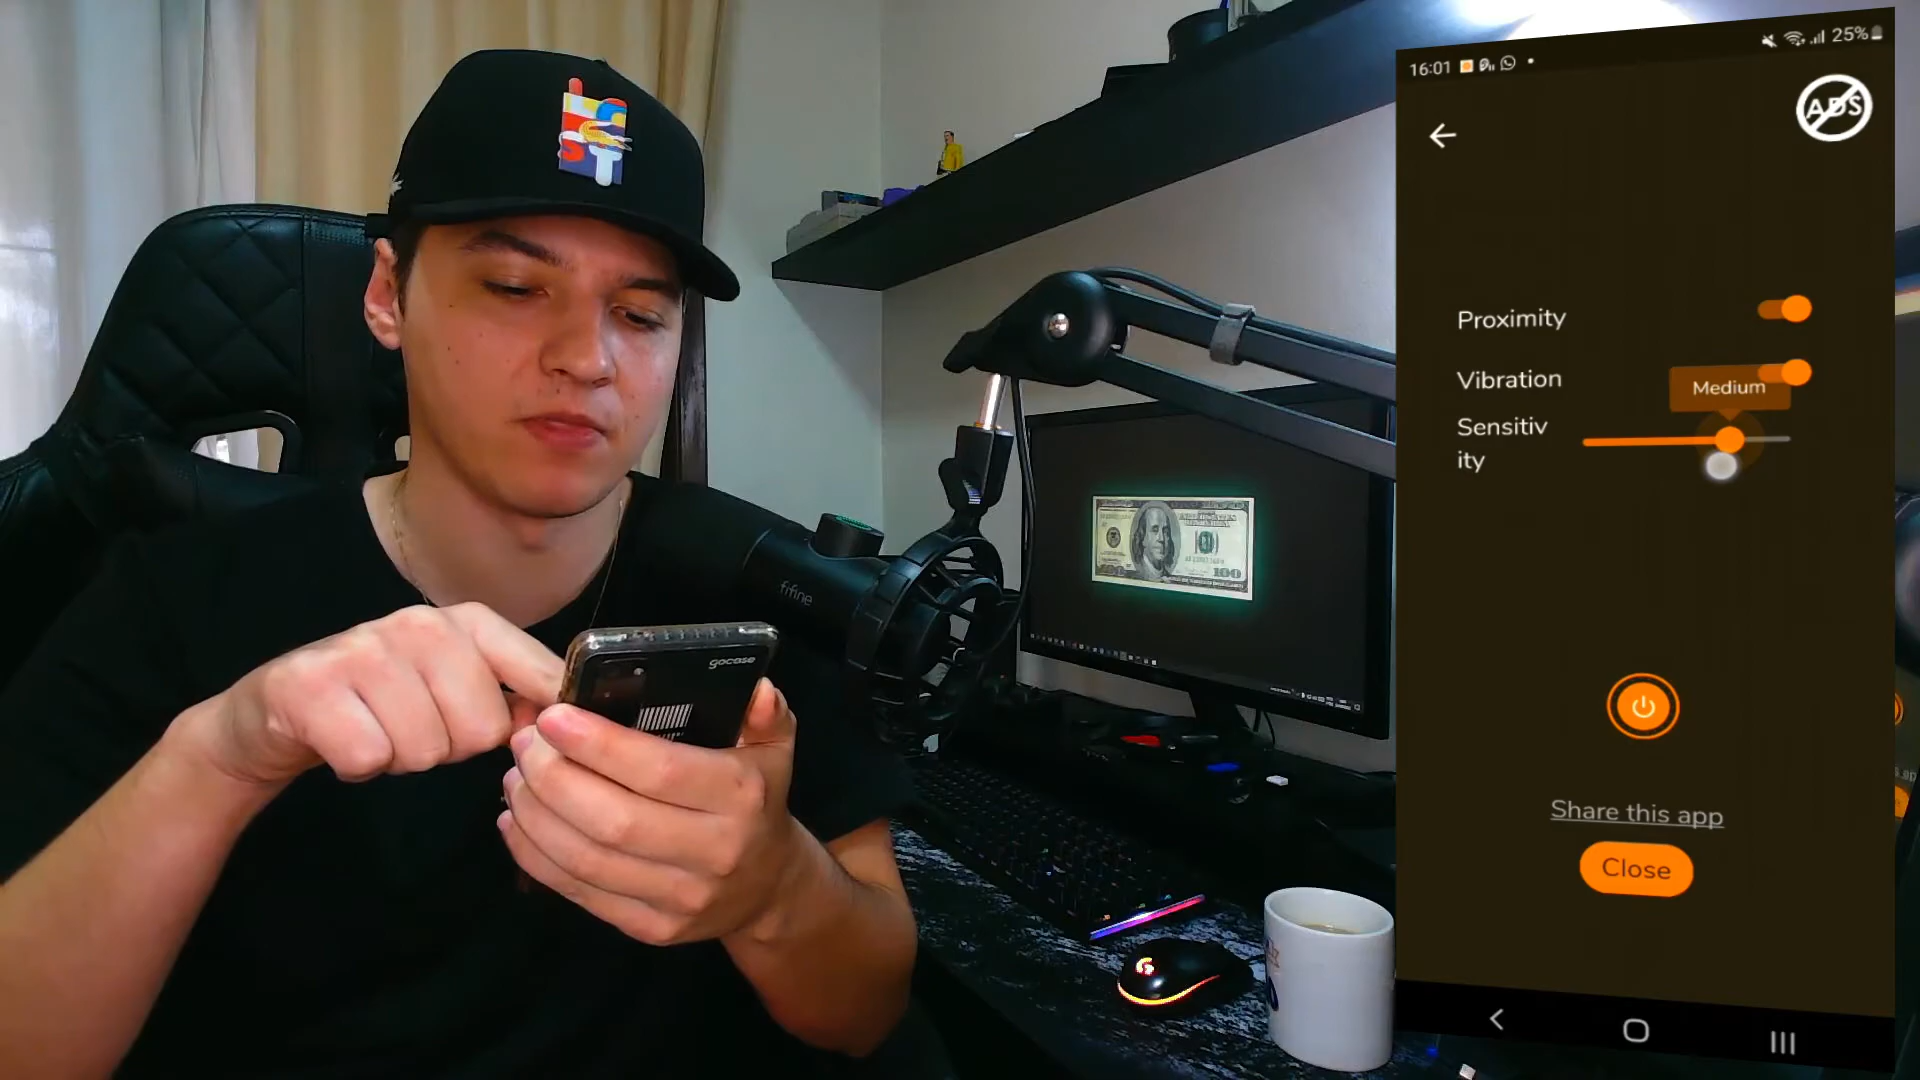 16:01
25%
ADS
Proximity
Vibration
Medium
Sensitiv
ity
Share this app
Close
fifine
gocase
100